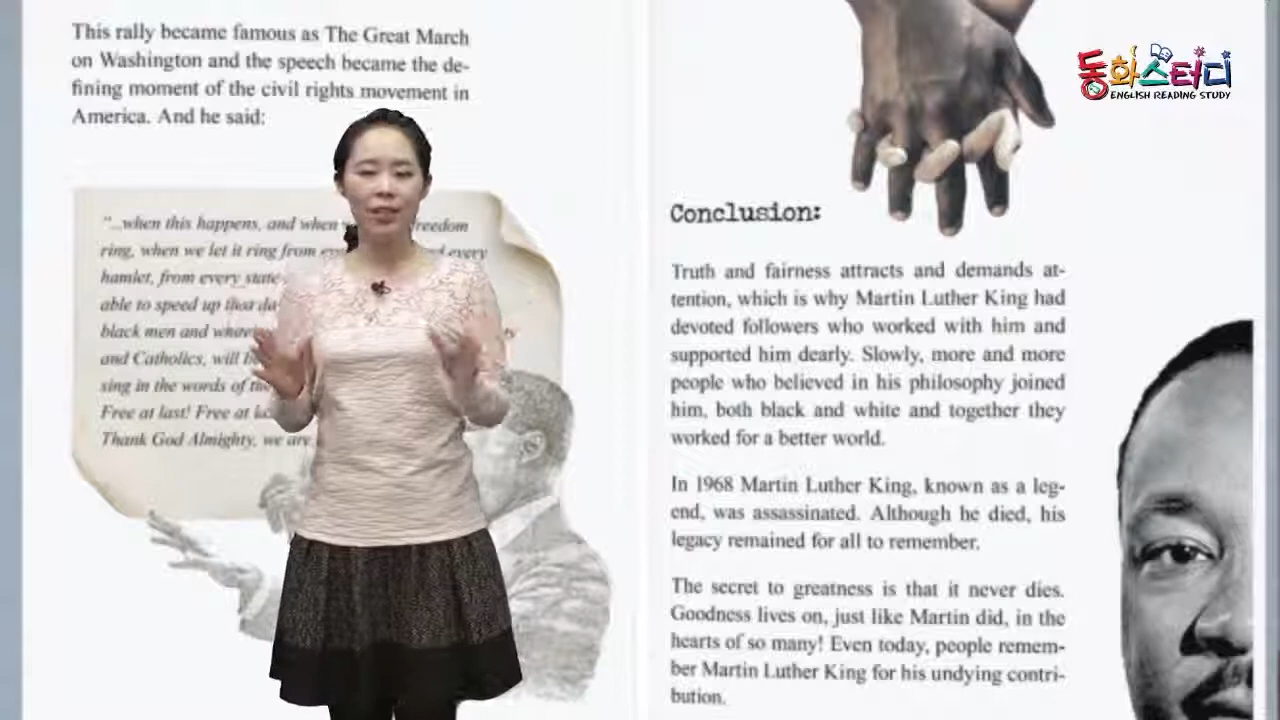 This rally became famous as The Great March
on Washington and the speech became the de-
fining moment of the civil rights movement in
America. And he said:
"...when this happens, and when freedom
ring, when we let it ring from every
hamlet, from every state
able to speed up that da
black men and white
and Catholics, will be
sing in the words of the
Free at last! Free at la
Thank God Almighty, we are
동화스터디
ENGLISH READING STUDY
Conclusion:
Truth and fairness attracts and demands at-
tention, which is why Martin Luther King had
devoted followers who worked with him and
supported him dearly. Slowly, more and more
people who believed in his philosophy joined
him, both black and white and together they
worked for a better world.
In 1968 Martin Luther King, known as a leg-
end, was assassinated. Although he died, his
legacy remained for all to remember.
The secret to greatness is that it never dies.
Goodness lives on, just like Martin did, in the
hearts of so many! Even today, people remem-
ber Martin Luther King for his undying contri-
bution.